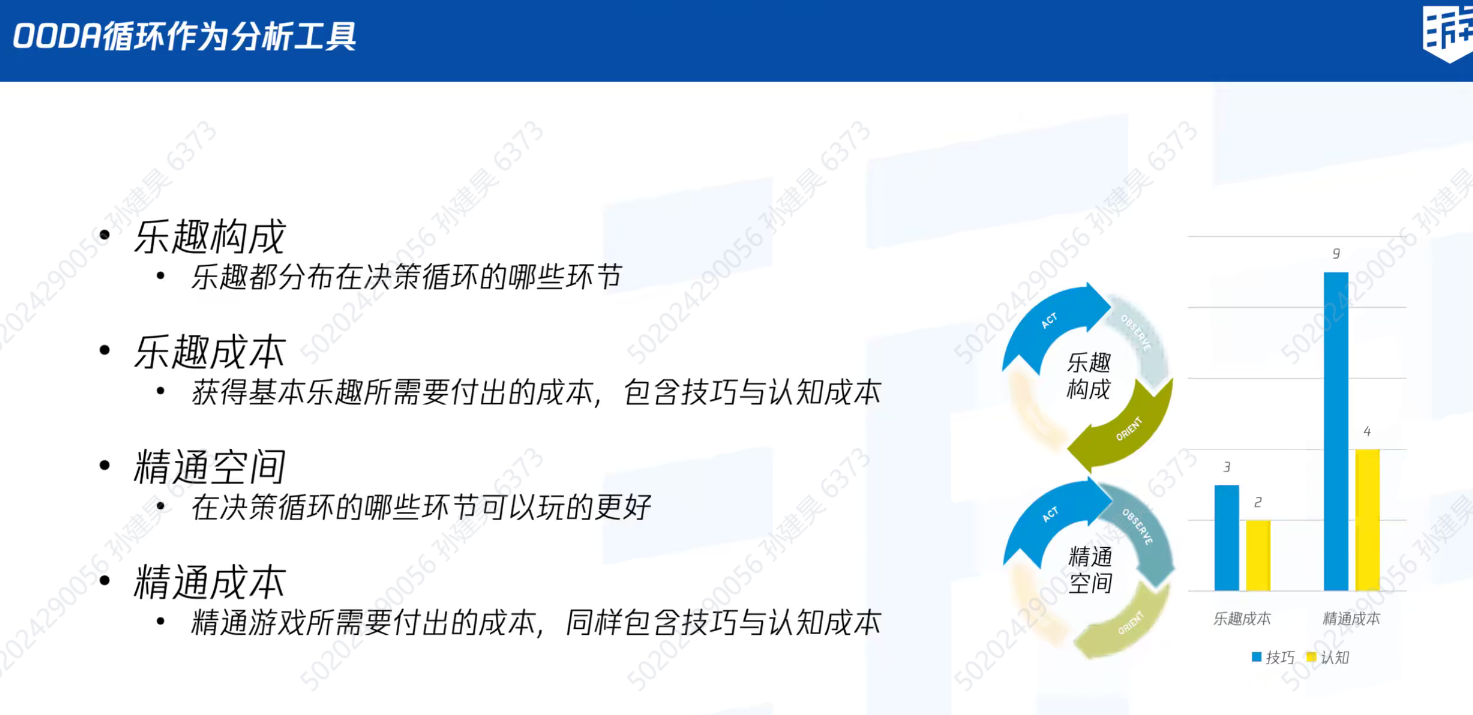 OODA循环作为分析工具
• 乐趣构成
• 乐趣都分布在决策循环的哪些环节
• 乐趣成本
• 获得基本乐趣所需要付出的成本，包含技巧与认知成本
• 精通空间
• 在决策循环的哪些环节可以玩的更好
• 精通成本
• 精通游戏所需要付出的成本，同样包含技巧与认知成本
ACT
OBSERVE
ORIENT
乐趣
构成
ACT
OBSERVE
ORIENT
精通
空间
3
2
9
4
乐趣成本
精通成本
技巧
认知
502024290056 孙建昊 6373